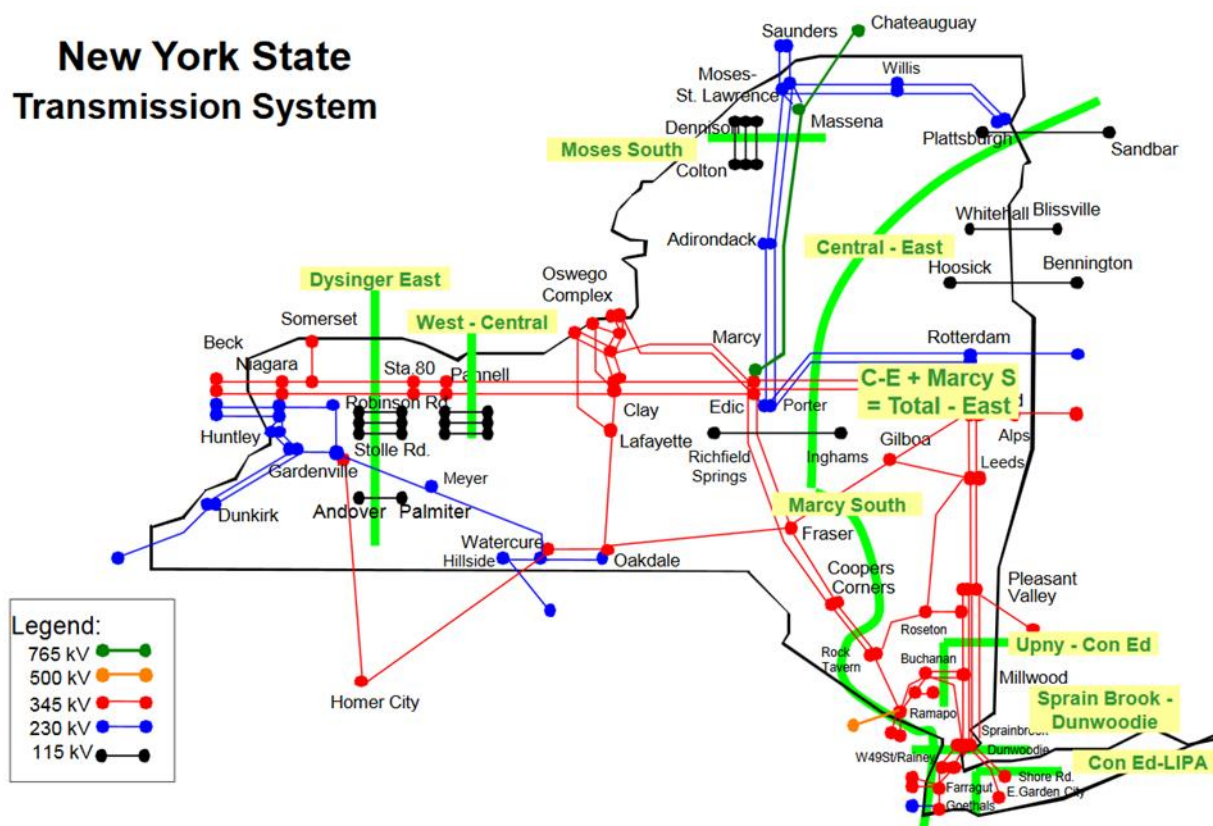 New York State
Transmission System
Chateauguay
Saunders
Moses-
St. Lawrence
Willis
Massena
Dennison
Plattsburgh
Sandbar
Moses South
Colton
Whitehall
Blissville
Adirondack
Central - East
Hoosick
Bennington
Oswego
Complex
Dysinger East
Somerset
West - Central
Beck
Niagara
Sta.80
Pannell
Marcy
Rotterdam
C-E + Marcy S
= Total - East
Robinson Rd.
Clay
Edic
Porter
Huntley
Lafayette
Gilboa
Alps
Stolle Rd.
Richfield
Springs
Inghams
Leeds
Gardenville
Meyer
Dunkirk
Andover
Palmiter
Marcy South
Fraser
Watercure
Hillside
Oakdale
Coopers
Corners
Pleasant
Valley
Roseton
Legend:
765 kV
500 kV
345 kV
230 kV
115 kV
Upny - Con Ed
Rock
Tavern
Buchanan
Millwood
Homer City
Ramapo
Sprain Brook -
Dunwoodie
Sprainbrook
W49St/Rainey
Dunwoodie
Con Ed-LIPA
Shore Rd.
Farragut
E.Garden City
Goethals